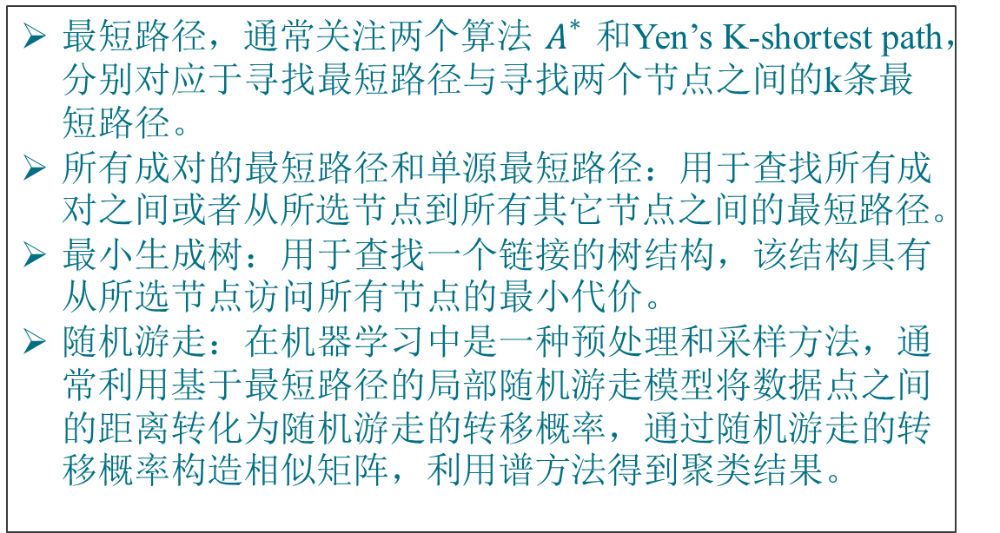 ➢ 最短路径，通常关注两个算法 A* 和Yen’s K-shortest path，
分别对应于寻找最短路径与寻找两个节点之间的k条最
短路径。
➢ 所有成对的最短路径和单源最短路径：用于查找所有成
对之间或者从所选节点到所有其它节点之间的最短路径。
➢ 最小生成树：用于查找一个链接的树结构，该结构具有
从所选节点访问所有节点的最小代价。
➢ 随机游走：在机器学习中是一种预处理和采样方法，通
常利用基于最短路径的局部随机游走模型将数据点之间
的距离转化为随机游走的转移概率，通过随机游走的转
移概率构造相似矩阵，利用谱方法得到聚类结果。